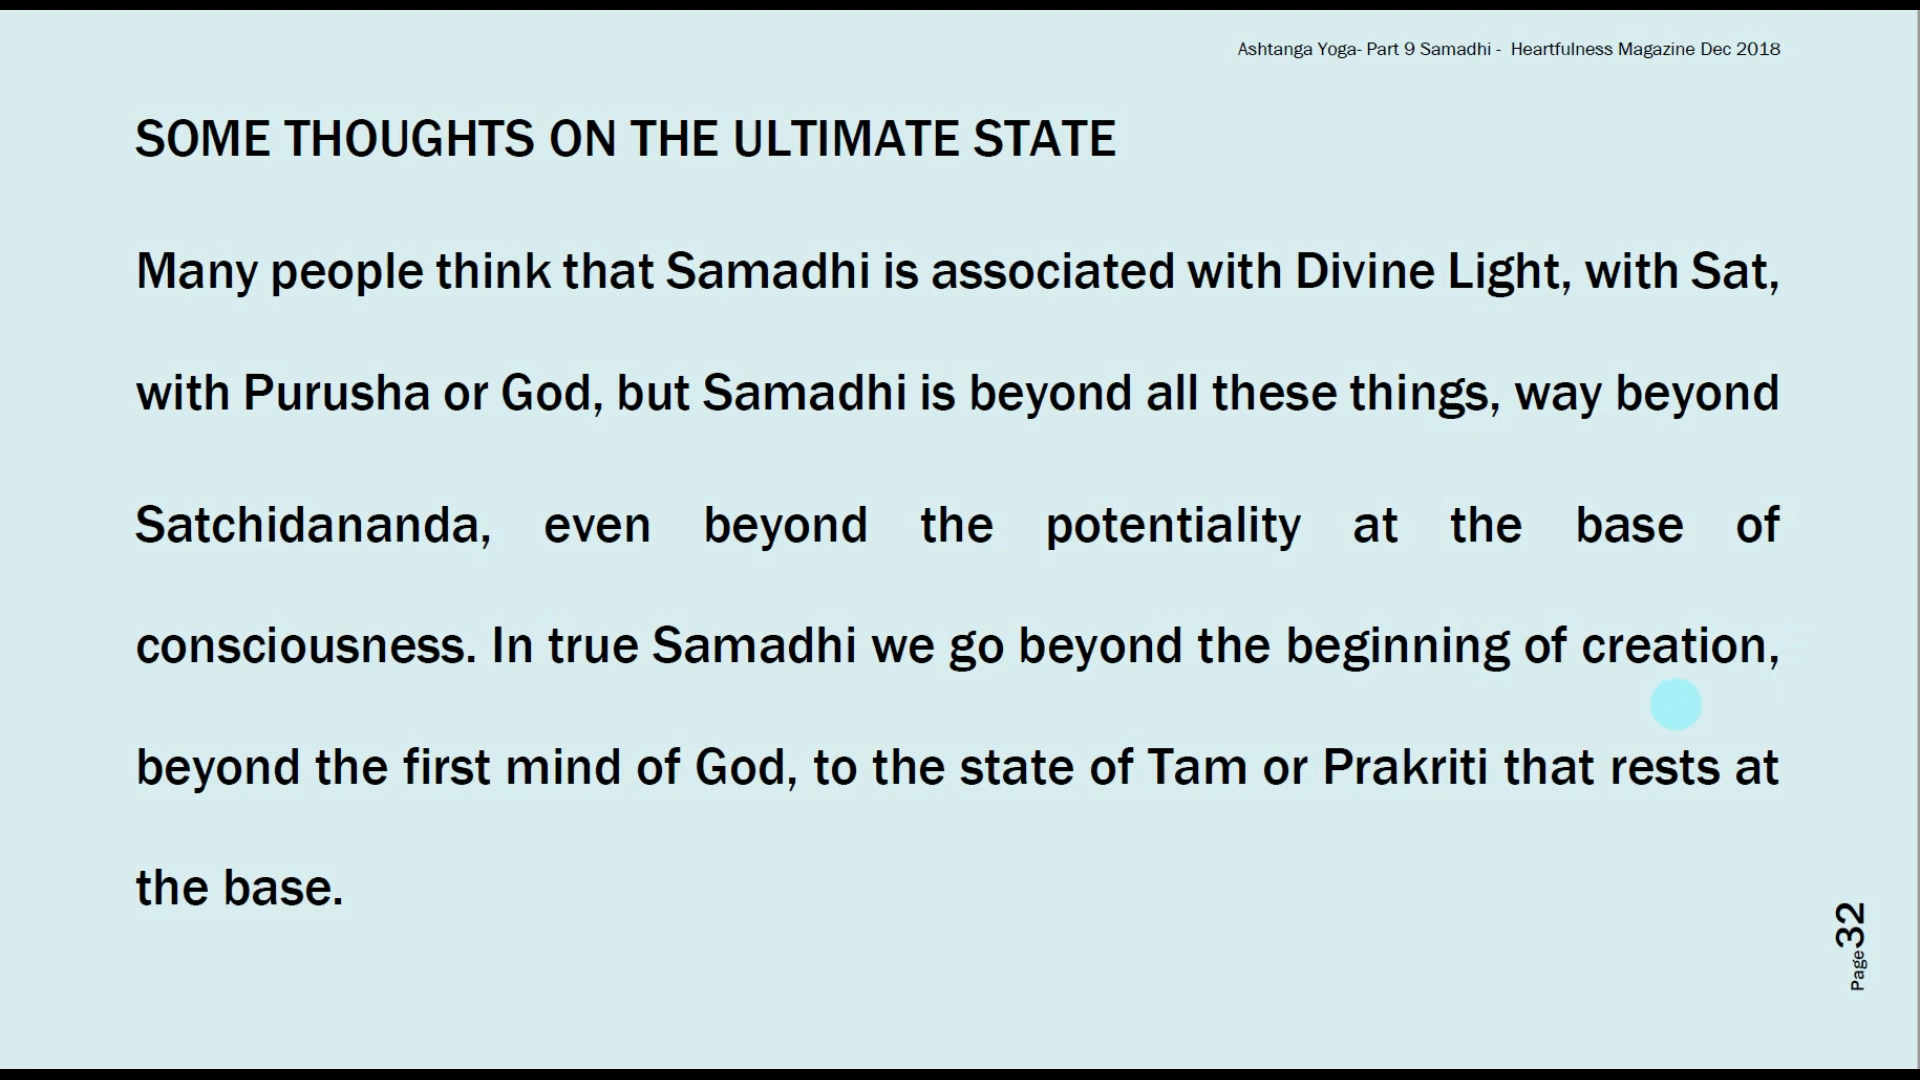 Ashtanga Yoga- Part 9 Samadhi - Heartfulness Magazine Dec 2018
SOME THOUGHTS ON THE ULTIMATE STATE
Many people think that Samadhi is associated with Divine Light, with Sat,
with Purusha or God, but Samadhi is beyond all these things, way beyond
Satchidananda, even beyond the potentiality at the base of
consciousness. In true Samadhi we go beyond the beginning of creation,
beyond the first mind of God, to the state of Tam or Prakriti that rests at
the base.
Page32